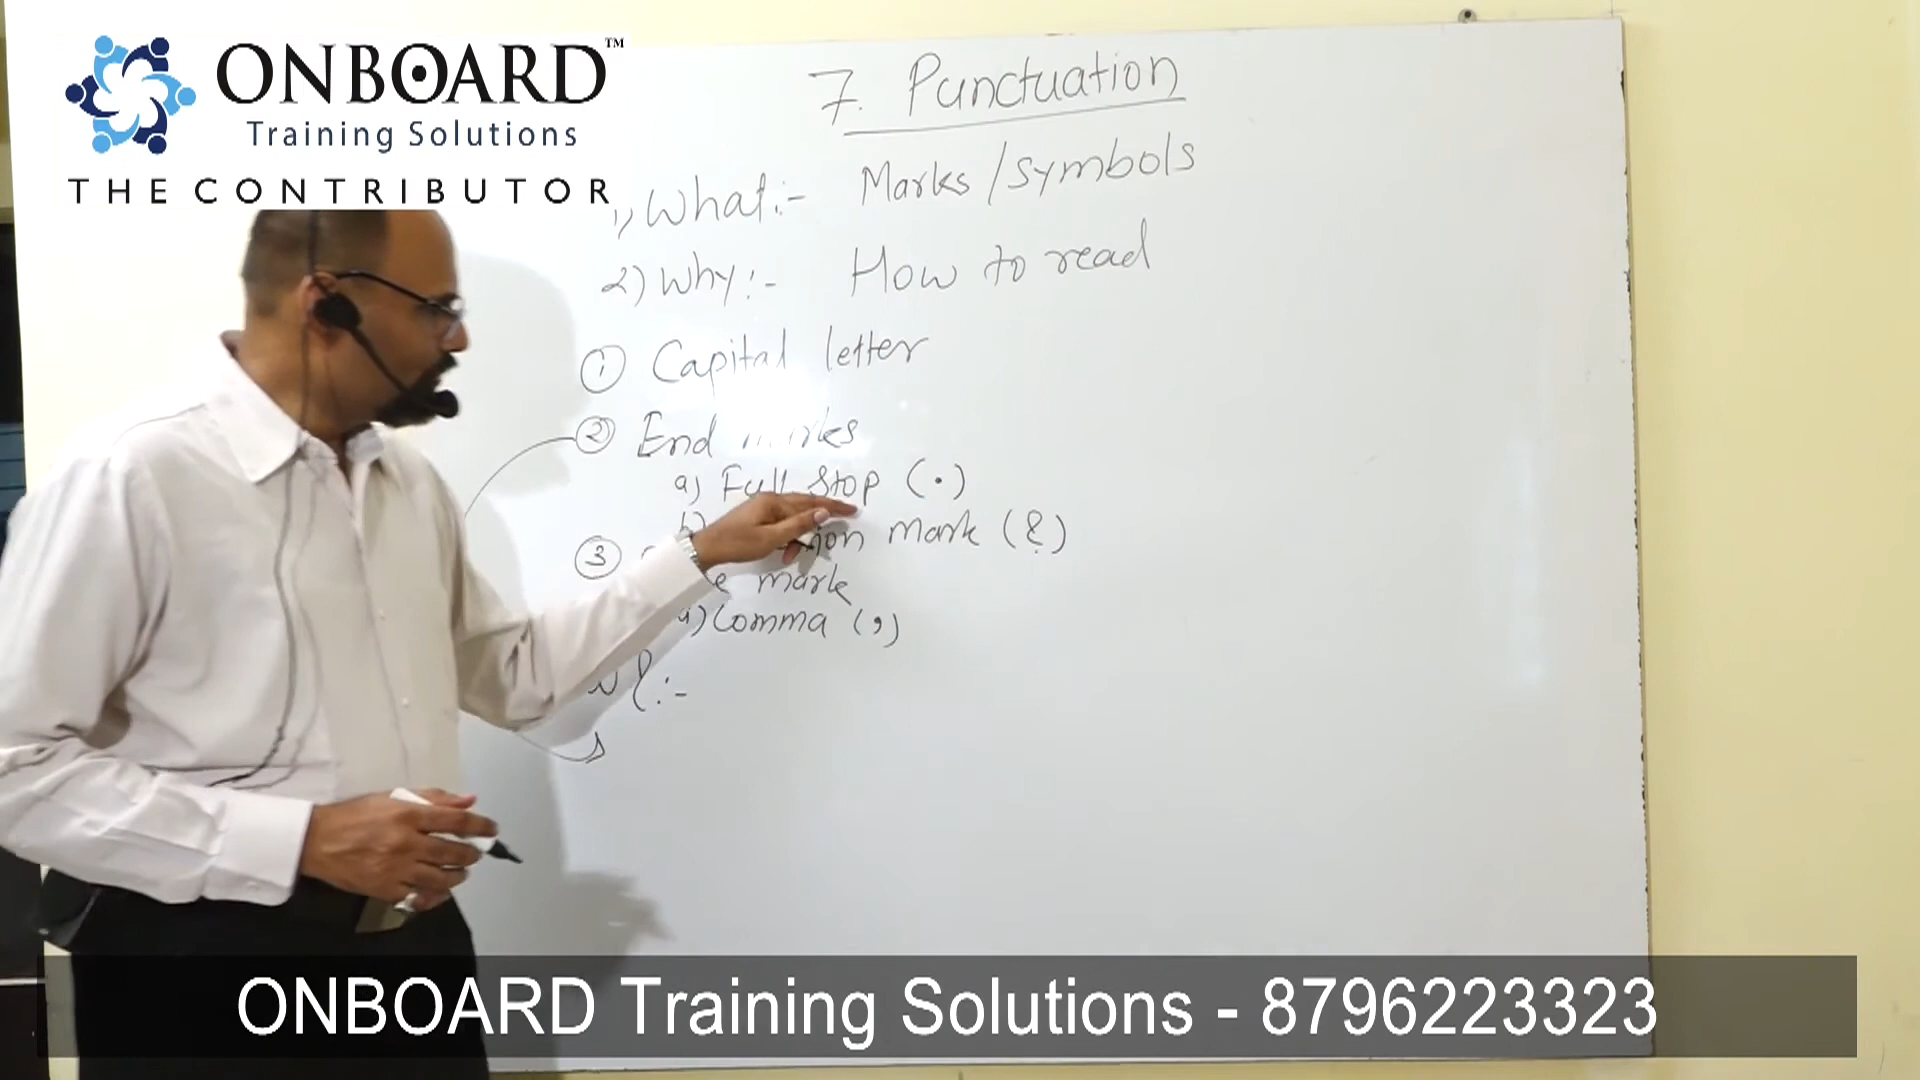 ONBOARD™
Training Solutions
THE CONTRIBUTOR
7. Punctuation
1) What:- Marks/Symbols
2) Why:- How to read
① Capital letter
② End marks
a) Full Stop (.)
b) mark (?)
③ mark
a) Comma (,)
ONBOARD Training Solutions - 8796223323